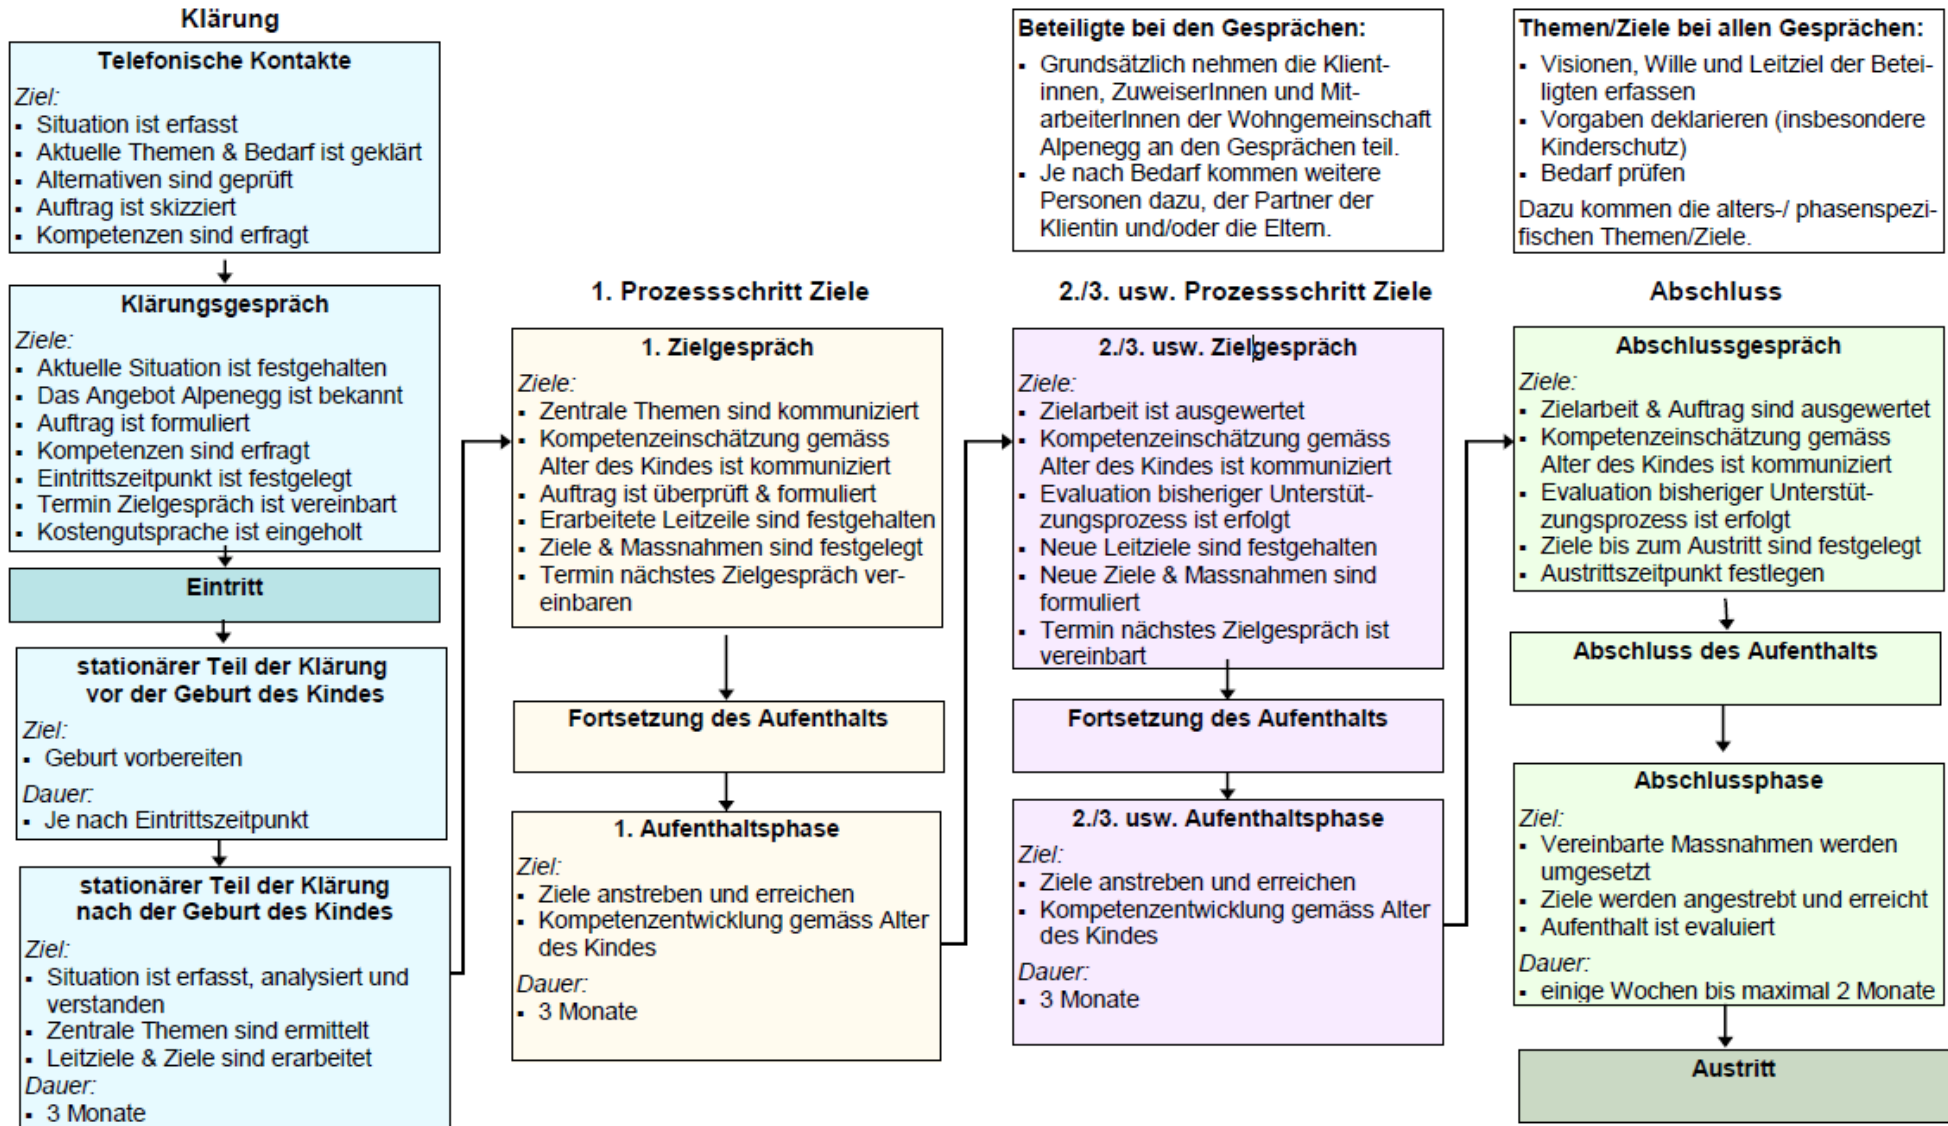 Klärung
Telefonische Kontakte
Ziel:
▪ Situation ist erfasst
▪ Aktuelle Themen & Bedarf ist geklärt
▪ Alternativen sind geprüft
▪ Auftrag ist skizziert
▪ Kompetenzen sind erfragt
Klärungsgespräch
Ziele:
▪ Aktuelle Situation ist festgehalten
▪ Das Angebot Alpenegg ist bekannt
▪ Auftrag ist formuliert
▪ Kompetenzen sind erfragt
▪ Eintrittszeitpunkt ist festgelegt
▪ Termin Zielgespräch ist vereinbart
▪ Kostengutsprache ist eingeholt
Eintritt
stationärer Teil der Klärung
vor der Geburt des Kindes
Ziel:
▪ Geburt vorbereiten
Dauer:
▪ Je nach Eintrittszeitpunkt
stationärer Teil der Klärung
nach der Geburt des Kindes
Ziel:
▪ Situation ist erfasst, analysiert und
verstanden
▪ Zentrale Themen sind ermittelt
▪ Leitziele & Ziele sind erarbeitet
Dauer:
▪ 3 Monate
1. Prozessschritt Ziele
1. Zielgespräch
Ziele:
▪ Zentrale Themen sind kommuniziert
▪ Kompetenzeinschätzung gemäss
Alter des Kindes ist kommuniziert
▪ Auftrag ist überprüft & formuliert
▪ Erarbeitete Leitzeile sind festgehalten
▪ Ziele & Massnahmen sind festgelegt
▪ Termin nächstes Zielgespräch ver-
einbaren
Fortsetzung des Aufenthalts
1. Aufenthaltsphase
Ziel:
▪ Ziele anstreben und erreichen
▪ Kompetenzentwicklung gemäss Alter
des Kindes
Dauer:
▪ 3 Monate
Beteiligte bei den Gesprächen:
▪ Grundsätzlich nehmen die Klient-
innen, ZuweiserInnen und Mit-
arbeiterInnen der Wohngemeinschaft
Alpenegg an den Gesprächen teil.
▪ Je nach Bedarf kommen weitere
Personen dazu, der Partner der
Klientin und/oder die Eltern.
2./3. usw. Prozessschritt Ziele
2./3. usw. Zielgespräch
Ziele:
▪ Zielarbeit ist ausgewertet
▪ Kompetenzeinschätzung gemäss
Alter des Kindes ist kommuniziert
▪ Evaluation bisheriger Unterstüt-
zungsprozess ist erfolgt
▪ Neue Leitziele sind festgehalten
▪ Neue Ziele & Massnahmen sind
formuliert
▪ Termin nächstes Zielgespräch ist
vereinbart
Fortsetzung des Aufenthalts
2./3. usw. Aufenthaltsphase
Ziel:
▪ Ziele anstreben und erreichen
▪ Kompetenzentwicklung gemäss Alter
des Kindes
Dauer:
▪ 3 Monate
Themen/Ziele bei allen Gesprächen:
▪ Visionen, Wille und Leitziel der Betei-
ligten erfassen
▪ Vorgaben deklarieren (insbesondere
Kinderschutz)
▪ Bedarf prüfen
Dazu kommen die alters-/ phasenspezi-
fischen Themen/Ziele.
Abschluss
Abschlussgespräch
Ziele:
▪ Zielarbeit & Auftrag sind ausgewertet
▪ Kompetenzeinschätzung gemäss
Alter des Kindes ist kommuniziert
▪ Evaluation bisheriger Unterstüt-
zungsprozess ist erfolgt
▪ Ziele bis zum Austritt sind festgelegt
▪ Austrittszeitpunkt festlegen
Abschluss des Aufenthalts
Abschlussphase
Ziel:
▪ Vereinbarte Massnahmen werden
umgesetzt
▪ Ziele werden angestrebt und erreicht
▪ Aufenthalt ist evaluiert
Dauer:
▪ einige Wochen bis maximal 2 Monate
Austritt